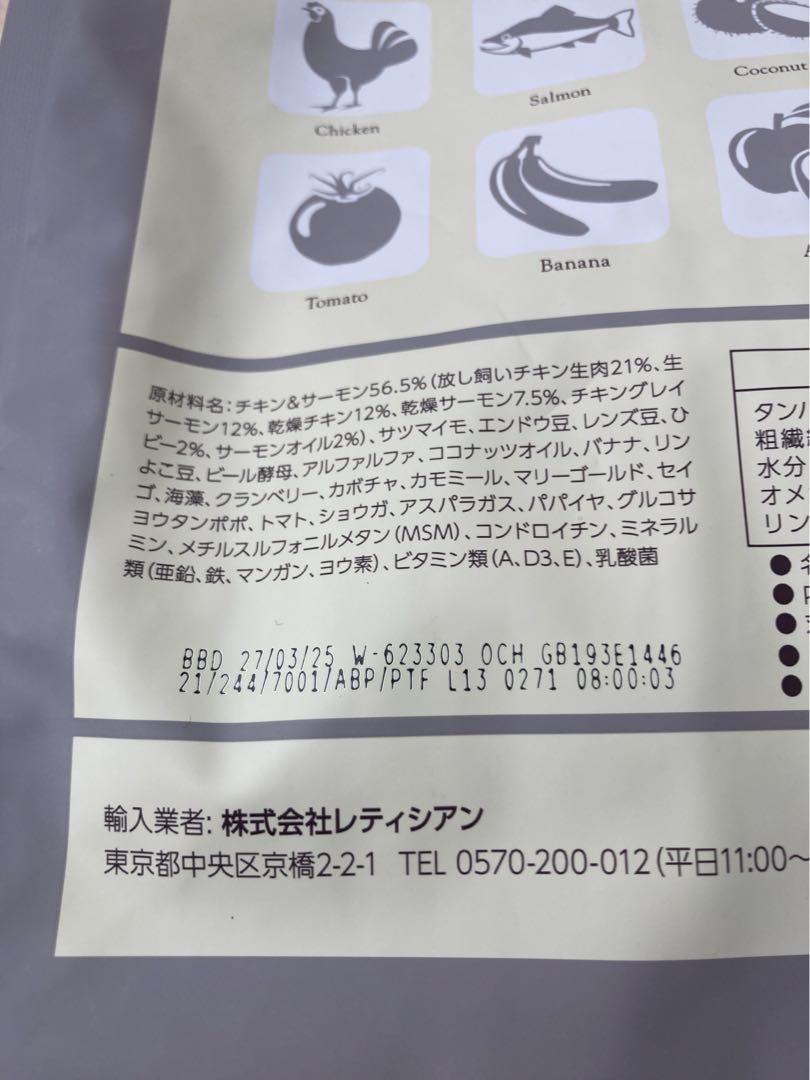 Chicken
Salmon
Coconut
Tomato
Banana
原材料名：チキン&サーモン56.5%（放し飼いチキン生肉21%、生
サーモン12%、乾燥チキン12%、乾燥サーモン7.5%、チキングレイ
ビー2%、サーモンオイル2%）、サツマイモ、エンドウ豆、レンズ豆、ひ
よこ豆、ビール酵母、アルファルファ、ココナッツオイル、バナナ、リン
ゴ、海藻、クランベリー、カボチャ、カモミール、マリーゴールド、セイ
ヨウタンポポ、トマト、ショウガ、アスパラガス、パパイヤ、グルコサ
ミン、メチルスルフォニルメタン（MSM）、コンドロイチン、ミネラル
類（亜鉛、鉄、マンガン、ヨウ素）、ビタミン類（A、D3、E）、乳酸菌
BBD 27/03/25 W-623303 OCH GB193E1446
21/244/7001/ABP/PTF L13 0271 08:00:03
タンパ
粗繊
水分
オメ
リン
輸入業者: 株式会社レティシアン
東京都中央区京橋2-2-1 TEL 0570-200-012（平日11:00～